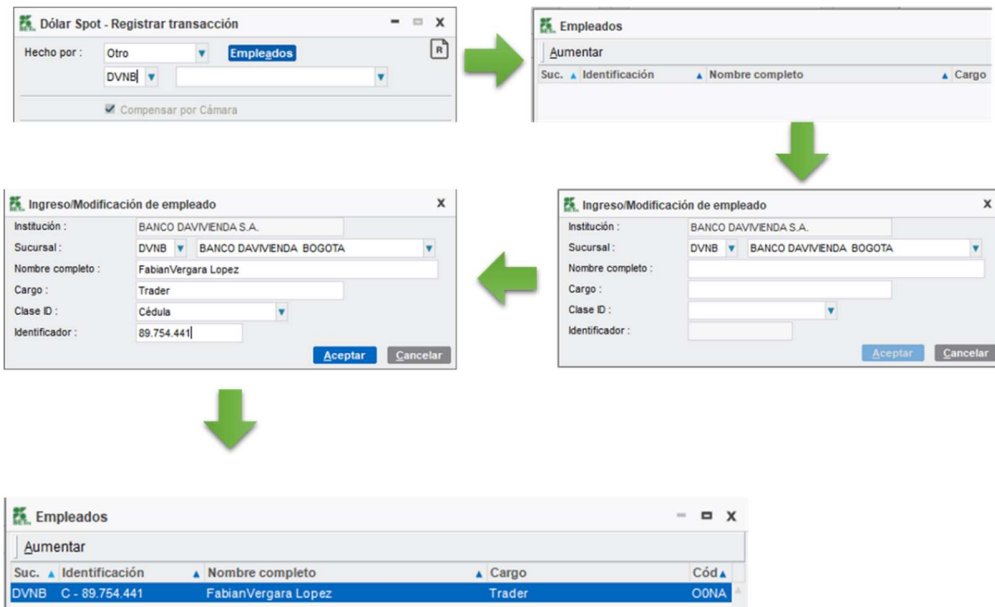 Dólar Spot - Registrar transacción
Hecho por : Otro Empleados
R
DVNB
Compensar por Cámara
Empleados
Aumentar
Suc. Identificación Nombre completo Cargo
Ingreso/Modificación de empleado
Institución : BANCO DAVIVIENDA S.A.
Sucursal : DVNB BANCO DAVIVIENDA BOGOTA
Nombre completo :
Cargo :
Clase ID :
Identificador :
Aceptar Cancelar
Ingreso/Modificación de empleado
Institución : BANCO DAVIVIENDA S.A.
Sucursal : DVNB BANCO DAVIVIENDA BOGOTA
Nombre completo : FabianVergara Lopez
Cargo : Trader
Clase ID : Cédula
Identificador : 89.754.441
Aceptar Cancelar
Empleados
Aumentar
Suc. Identificación Nombre completo Cargo Cód
DVNB C - 89.754.441 FabianVergara Lopez Trader O0NA